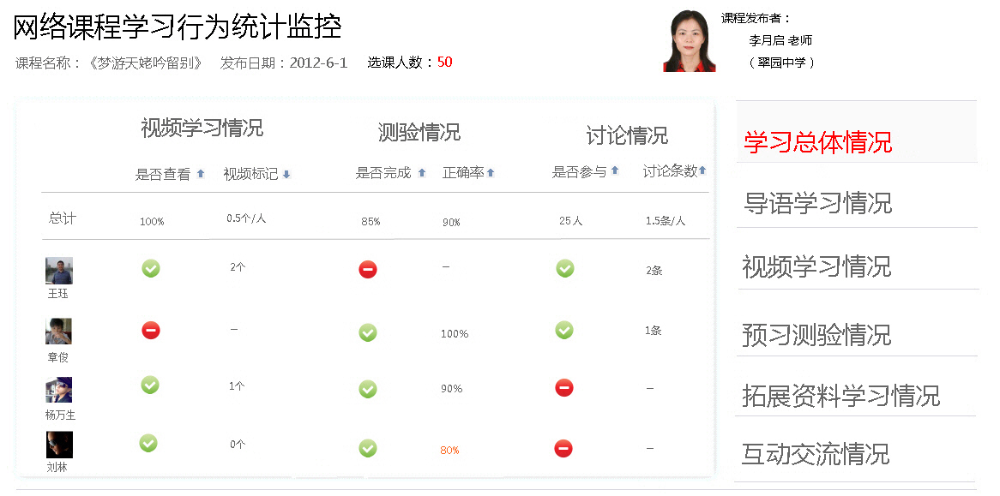 网络课程学习行为统计监控
课程名称：《梦游天姥吟留别》 发布日期：2012-6-1 选课人数：50
课程发布者：
李月启 老师
（ 翠园中学 ）
视频学习情况 测验情况 讨论情况
是否查看 视频标记 是否完成 正确率 是否参与 讨论条数
总计 100% 0.5个/人 85% 90% 25人 1.5条/人
2个 — 2条
王珏
— 100% 1条
章俊
1个 90% —
杨万生
0个 80% —
刘林
学习总体情况
导语学习情况
视频学习情况
预习测验情况
拓展资料学习情况
互动交流情况